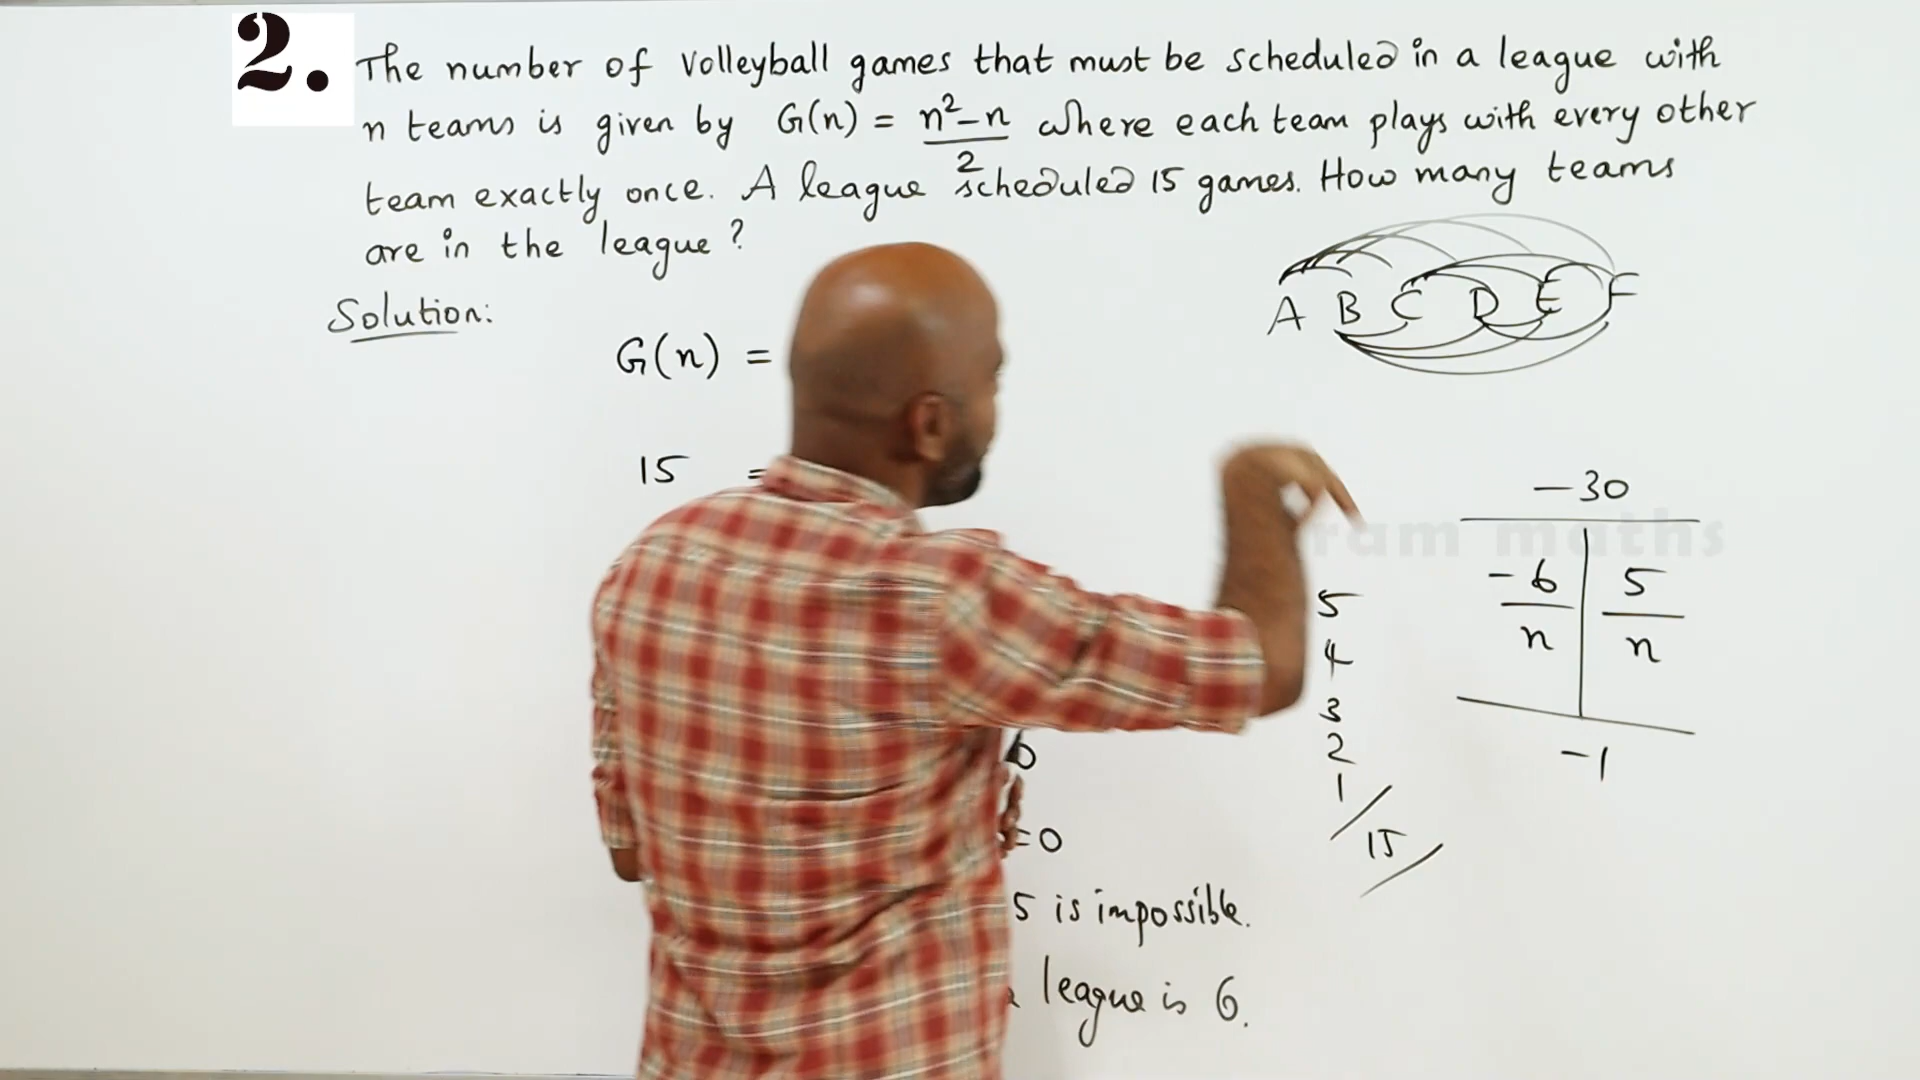 2. The number of volleyball games that must be scheduled in a league with
n teams is given by G(n) = n²-n / 2 where each team plays with every other
team exactly once. A league scheduled 15 games. How many teams
are in the league ?
Solution:
A B C D E F
G(n) =
15 =
-30
ram maths
-6 5
n n
-1
5
4
3
2
1
15
=0
5 is impossible.
league is 6.